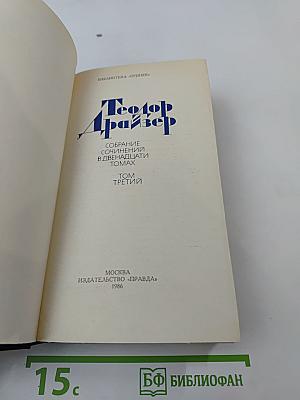 БИБЛИОТЕКА «ОГОНЕК»
Теодор
Драйзер
СОБРАНИЕ
СОЧИНЕНИЙ
В ДВЕНАДЦАТИ
ТОМАХ
ТОМ
ТРЕТИЙ
МОСКВА
ИЗДАТЕЛЬСТВО «ПРАВДА»
1986
15с
БФ БИБЛИОФАН